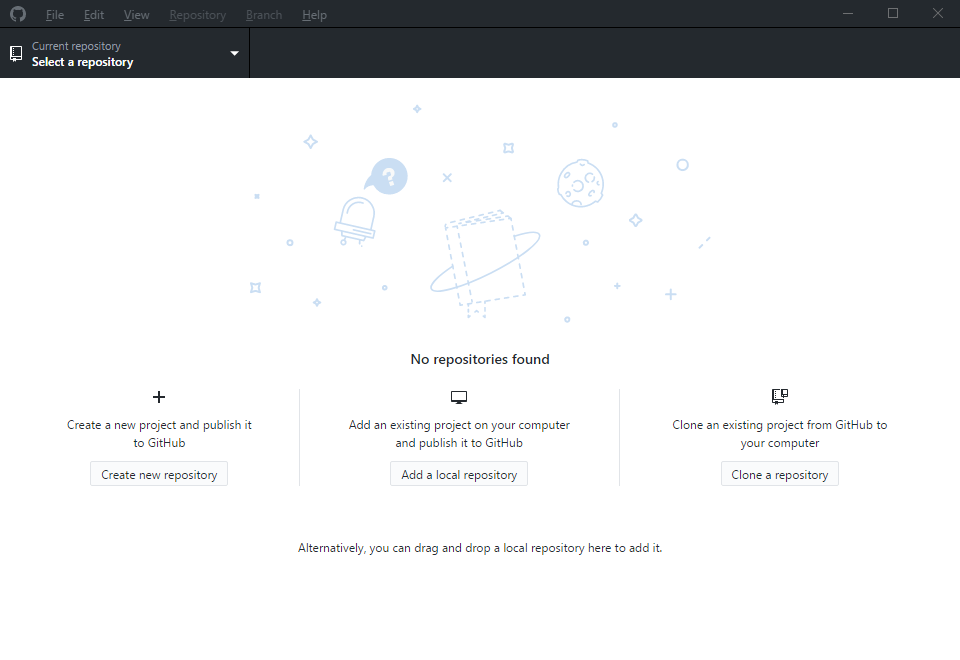 File Edit View Repository Branch Help
Current repository
Select a repository
?
No repositories found
Create a new project and publish it
to GitHub
Create new repository
Add an existing project on your computer
and publish it to GitHub
Add a local repository
Clone an existing project from GitHub to
your computer
Clone a repository
Alternatively, you can drag and drop a local repository here to add it.